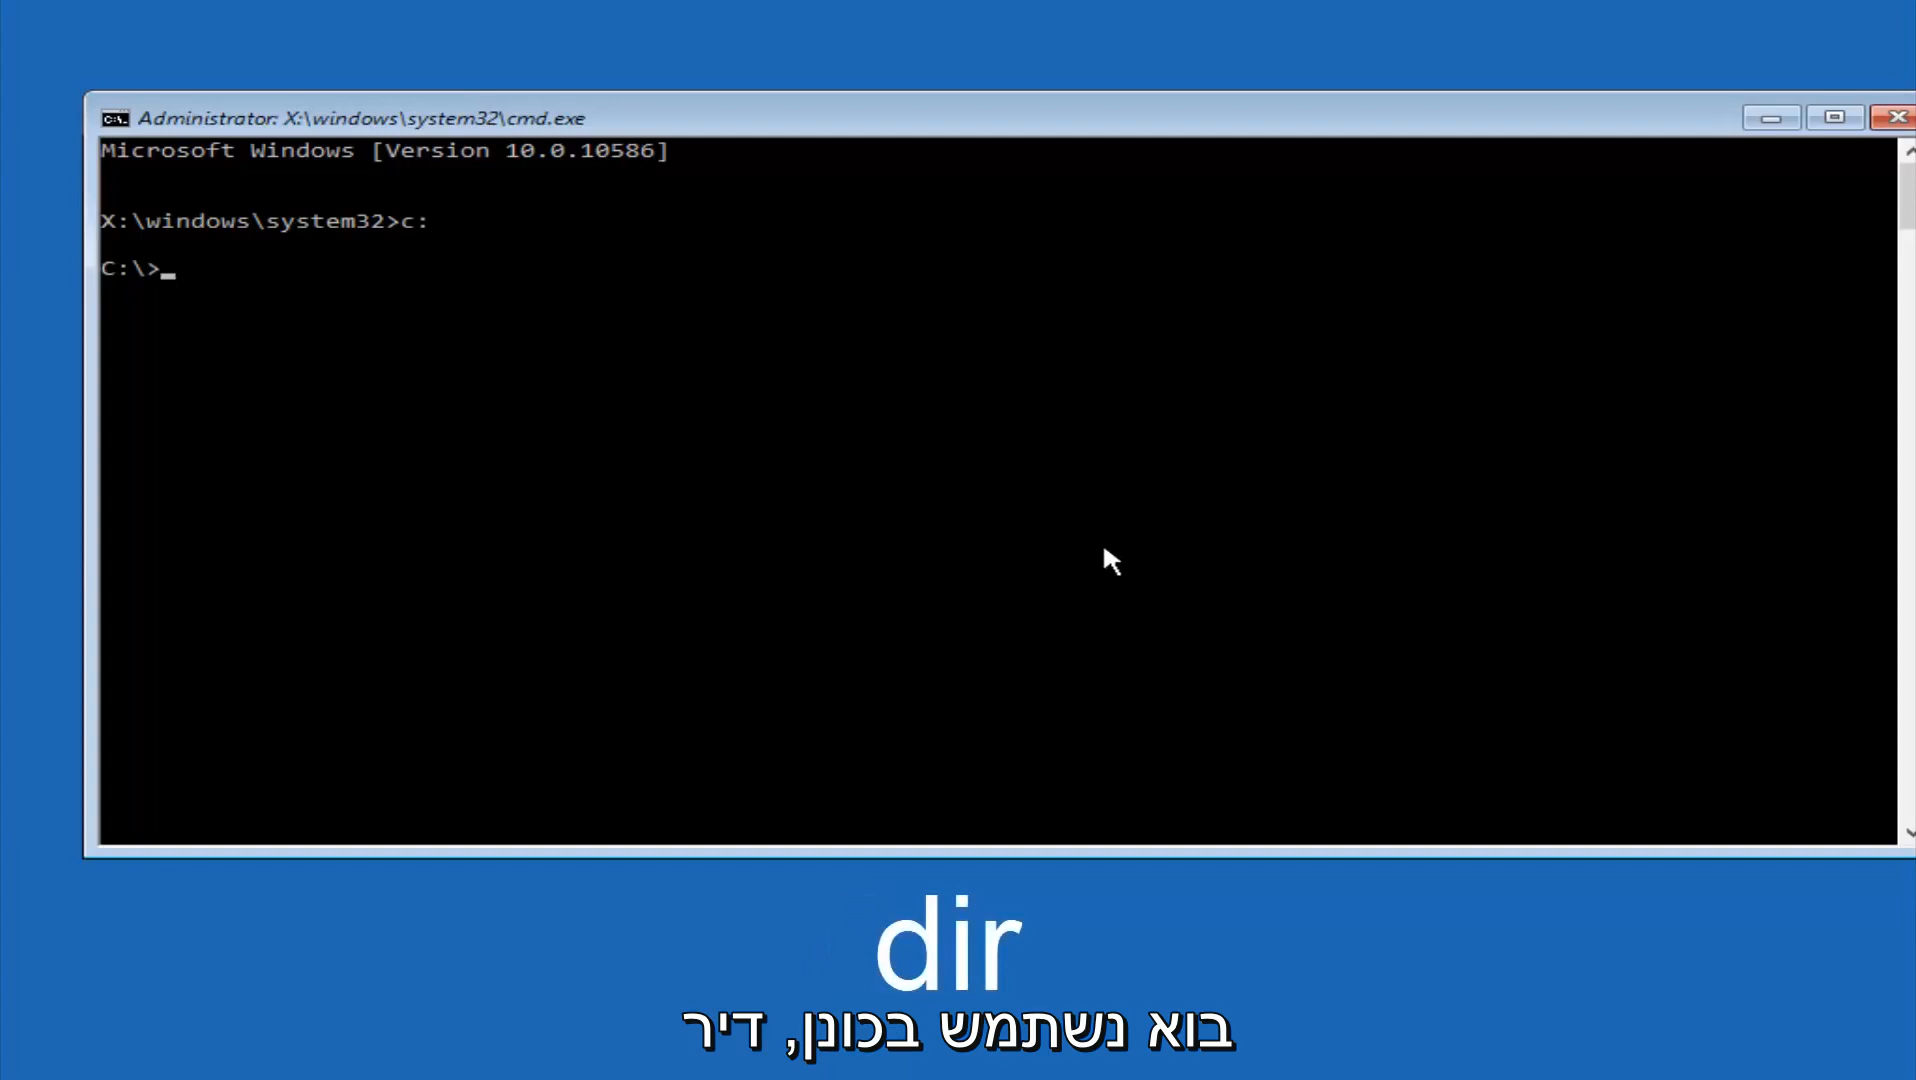 Administrator: X:\windows\system32\cmd.exe
Microsoft Windows [Version 10.0.10586]
X:\windows\system32>c:
C:\>_
dir
בוא נשתמש בכונן, דיר